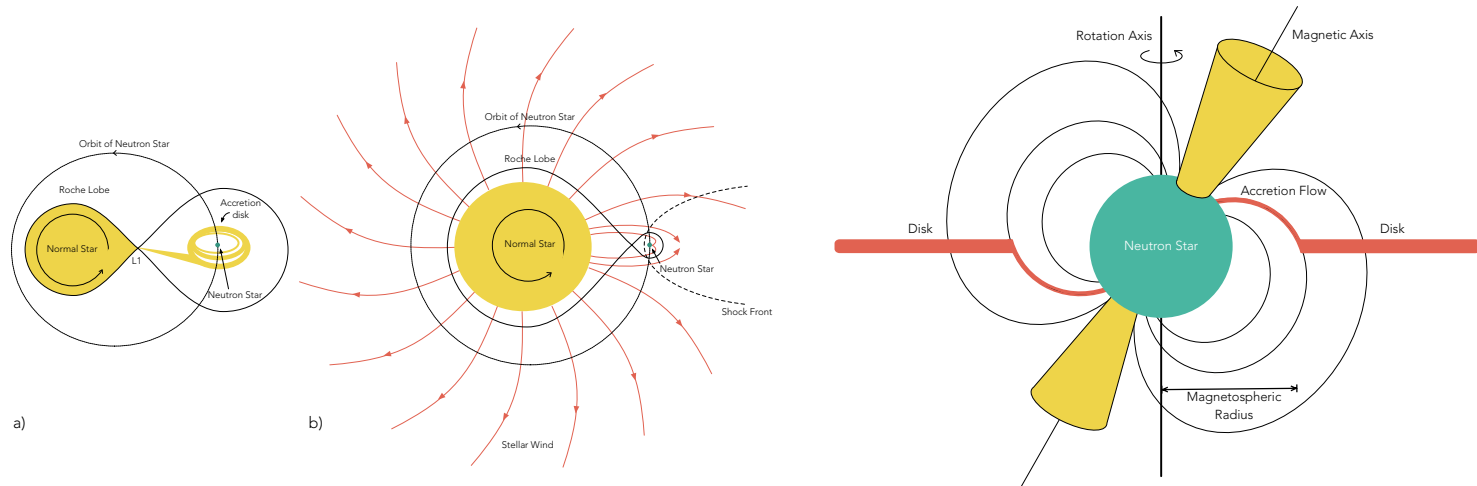 Orbit of Neutron Star
Roche Lobe
Accretion
disk
Normal Star
L1
Neutron Star
a)
Orbit of Neutron Star
Roche Lobe
Normal Star
Neutron Star
Shock Front
Stellar Wind
b)
Rotation Axis
Magnetic Axis
Accretion Flow
Disk
Neutron Star
Disk
Magnetospheric
Radius